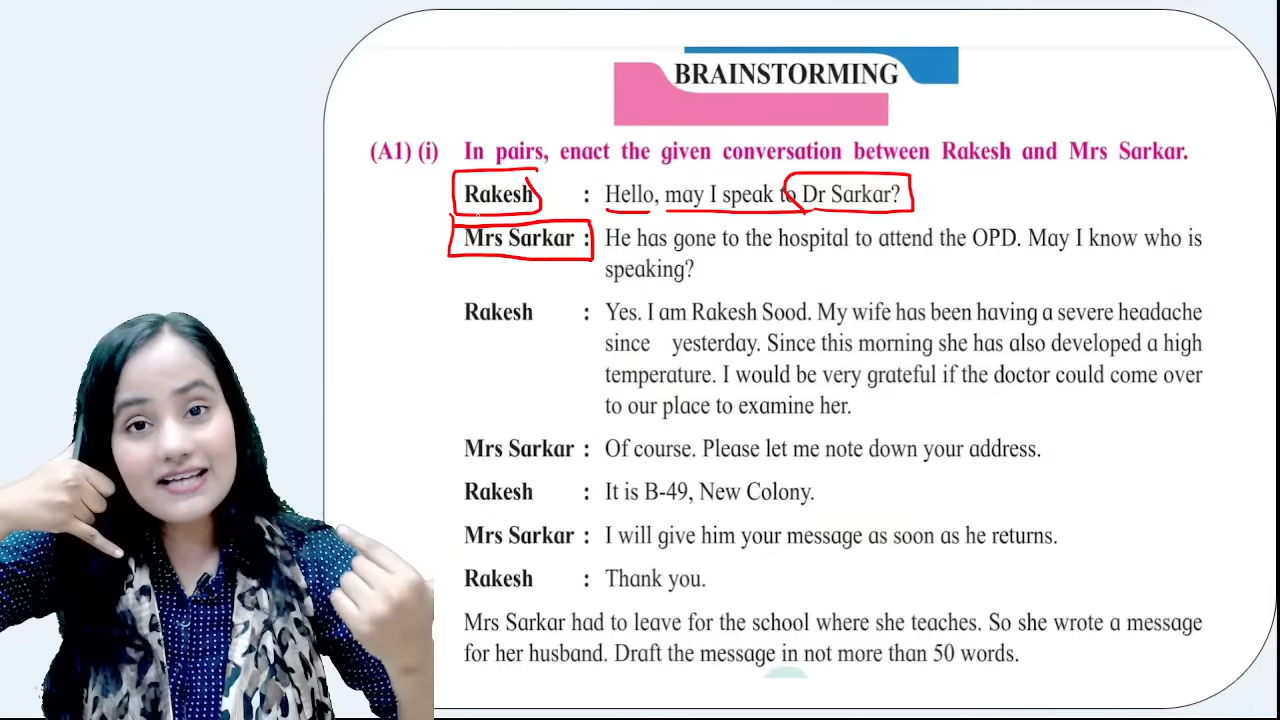 BRAINSTORMING
(A1) (i) In pairs, enact the given conversation between Rakesh and Mrs Sarkar.
Rakesh : Hello, may I speak to Dr Sarkar?
Mrs Sarkar : He has gone to the hospital to attend the OPD. May I know who is
speaking?
Rakesh : Yes. I am Rakesh Sood. My wife has been having a severe headache
since yesterday. Since this morning she has also developed a high
temperature. I would be very grateful if the doctor could come over
to our place to examine her.
Mrs Sarkar : Of course. Please let me note down your address.
Rakesh : It is B-49, New Colony.
Mrs Sarkar : I will give him your message as soon as he returns.
Rakesh : Thank you.
Mrs Sarkar had to leave for the school where she teaches. So she wrote a message
for her husband. Draft the message in not more than 50 words.